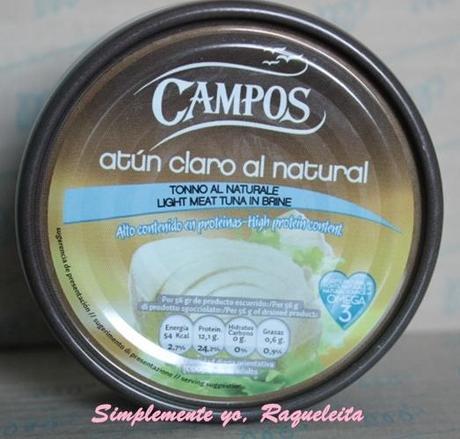 CAMPOS
atún claro al natural
TONNO AL NATURALE
LIGHT MEAT TUNA IN BRINE
Alto contenido en proteinas-High protein content
OMEGA
3
Per 56 gr de producto escurrido:/Per 56 g
di prodotto sgocciolato:/Per 56 g of drained product:
Energía Protein Hidratos Grasas
Carbono
54 Kcal 12,1 g. 0 g. 0,6 g.
2,7% 24,2% 0% 0,9%
sugerencia de presentación // suggerimento di presentazione // serving suggestion
Simplemente yo, Raqueleita